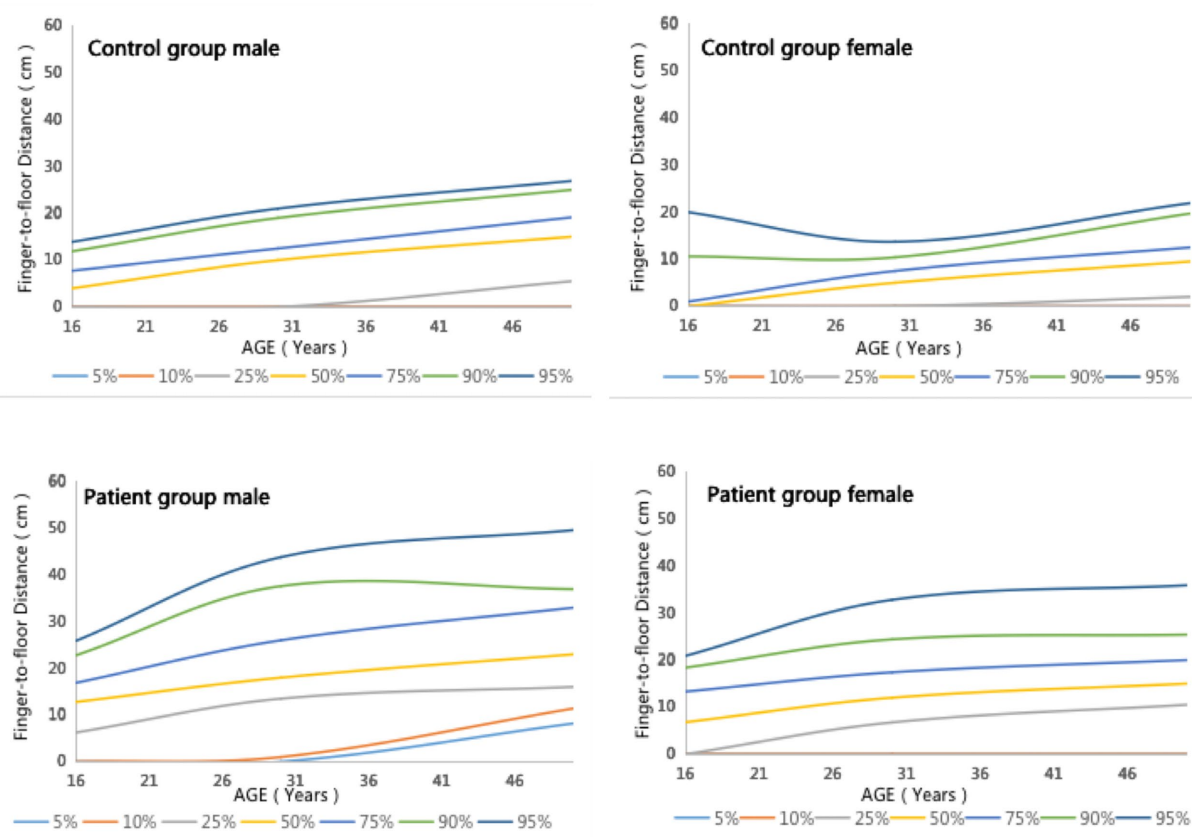 Control group male
Finger-to-floor Distance ( cm )
60
50
40
30
20
10
0
16 21 26 31 36 41 46
AGE ( Years )
5% 10% 25% 50% 75% 90% 95%
Control group female
Finger-to-floor Distance ( cm )
60
50
40
30
20
10
0
16 21 26 31 36 41 46
AGE ( Years )
5% 10% 25% 50% 75% 90% 95%
Patient group male
Finger-to-floor Distance ( cm )
60
50
40
30
20
10
0
16 21 26 31 36 41 46
AGE ( Years )
5% 10% 25% 50% 75% 90% 95%
Patient group female
Finger-to-floor Distance ( cm )
60
50
40
30
20
10
0
16 21 26 31 36 41 46
AGE ( Years )
5% 10% 25% 50% 75% 90% 95%